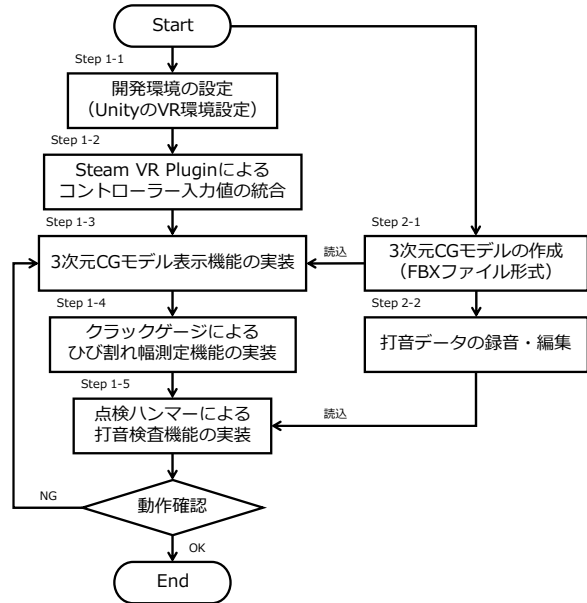 Start
Step 1-1
開発環境の設定
（UnityのVR環境設定）
Step 1-2
Steam VR Pluginによる
コントローラー入力値の統合
Step 1-3
3次元CGモデル表示機能の実装
読込
Step 2-1
3次元CGモデルの作成
（FBXファイル形式）
Step 1-4
クラックゲージによる
ひび割れ幅測定機能の実装
Step 2-2
打音データの録音・編集
Step 1-5
点検ハンマーによる
打音検査機能の実装
読込
動作確認
NG
OK
End